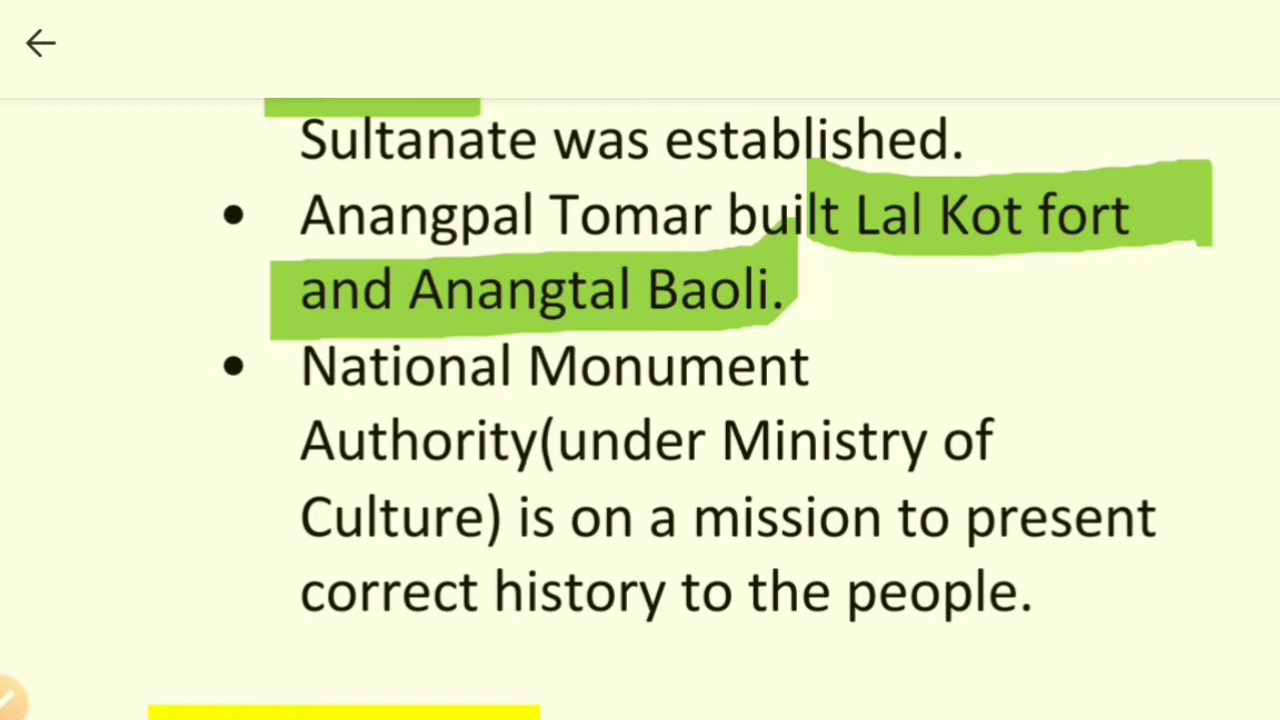 Sultanate was established.
• Anangpal Tomar built Lal Kot fort
and Anangtal Baoli.
• National Monument
Authority(under Ministry of
Culture) is on a mission to present
correct history to the people.